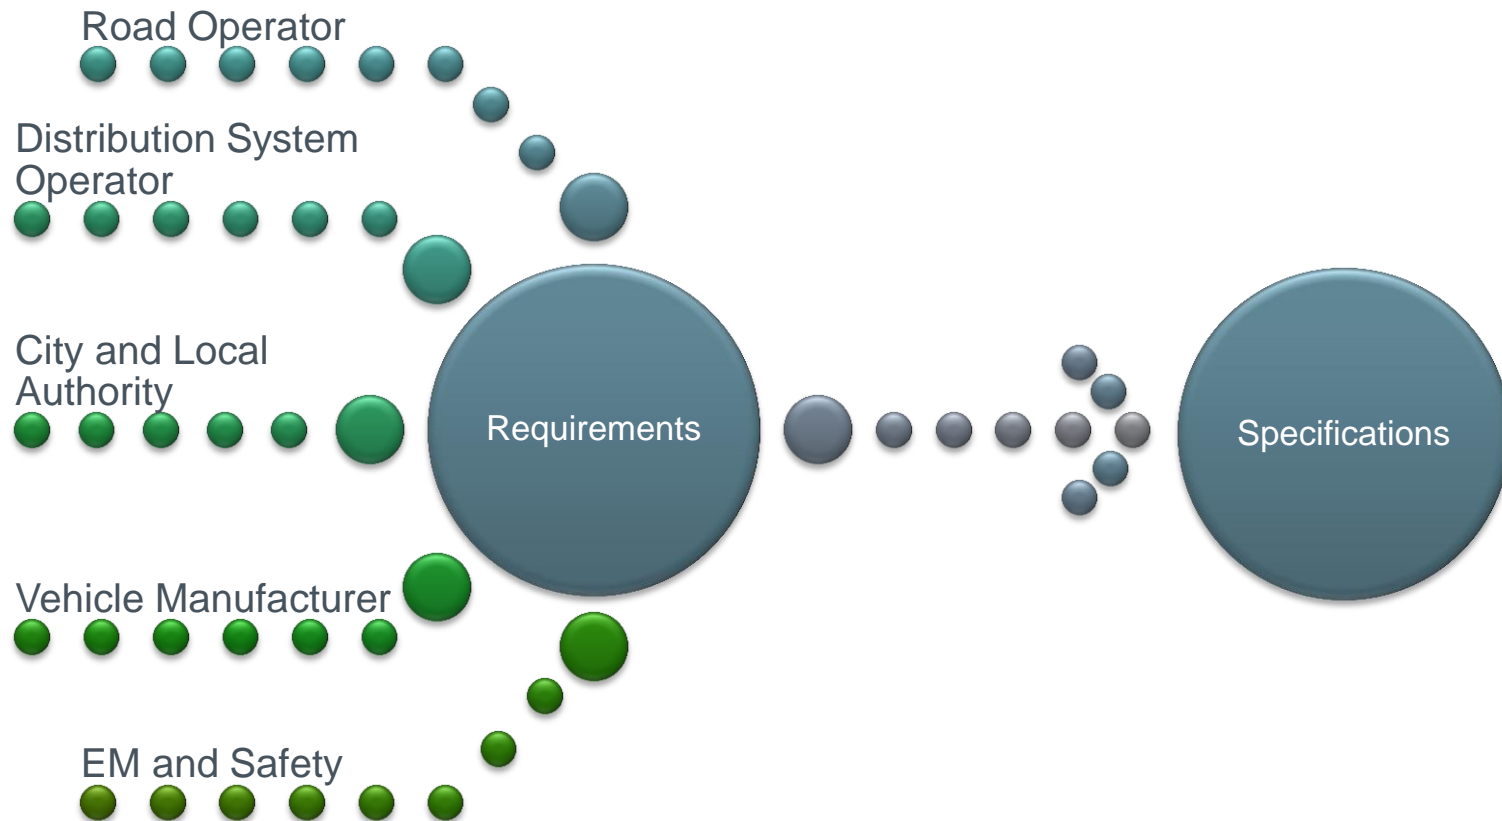 Road Operator
Distribution System
Operator
City and Local
Authority
Requirements
Specifications
Vehicle Manufacturer
EM and Safety